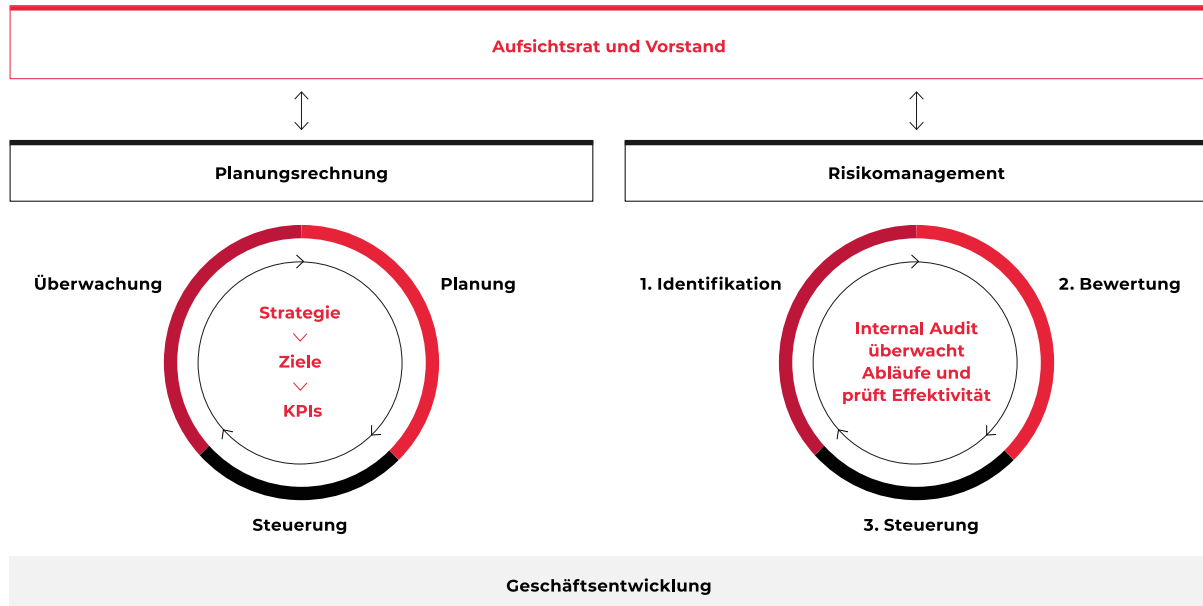 Aufsichtsrat und Vorstand
Planungsrechnung
Risikomanagement
Überwachung
Planung
Strategie
Ziele
KPIs
Steuerung
1. Identifikation
2. Bewertung
Internal Audit
überwacht
Abläufe und
prüft Effektivität
3. Steuerung
Geschäftsentwicklung